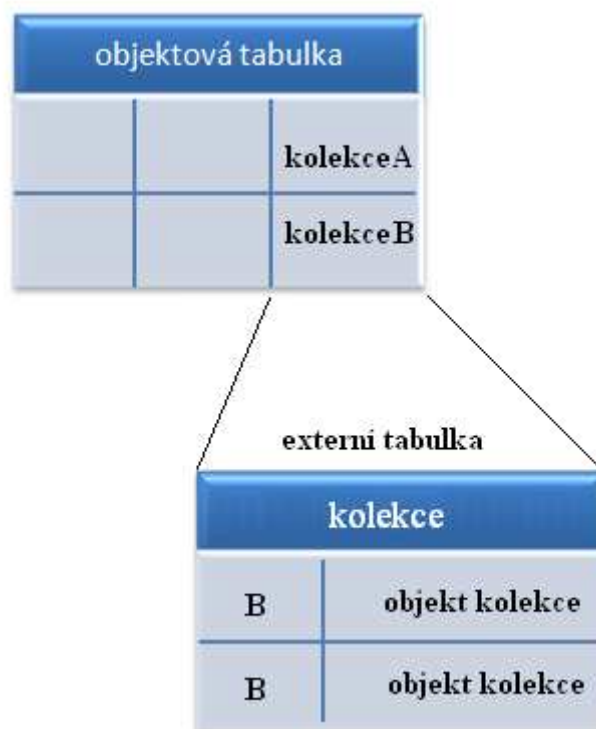 objektová tabulka
kolekceA
kolekceB
externí tabulka
kolekce
B objekt kolekce
B objekt kolekce